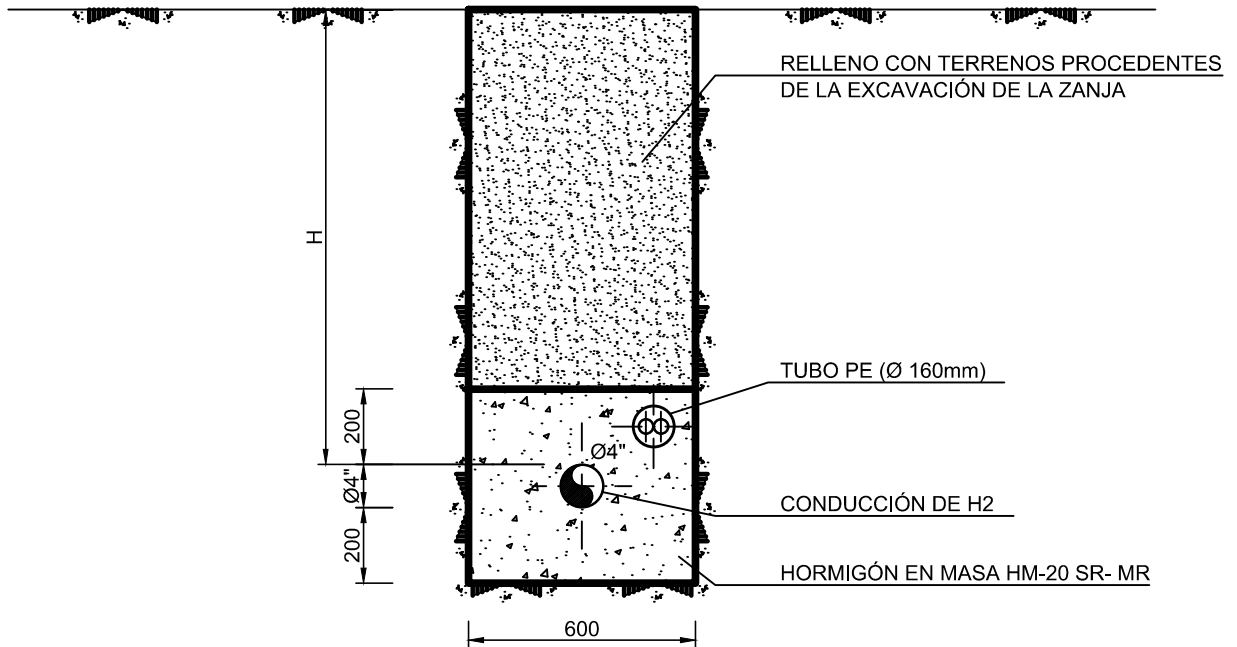 RELLENO CON TERRENOS PROCEDENTES
DE LA EXCAVACIÓN DE LA ZANJA
H
TUBO PE (Ø 160mm)
200
Ø4"
Ø4"
CONDUCCIÓN DE H2
200
HORMIGÓN EN MASA HM-20 SR- MR
600